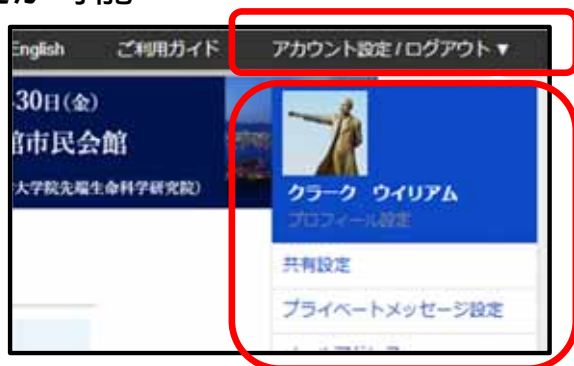 English ご利用ガイド アカウント設定 / ログアウト ▼
30日(金)
館市民会館
大学院先端生命科学研究院)
クラーク ウイリアム
プロフィール設定
共有設定
プライベートメッセージ設定